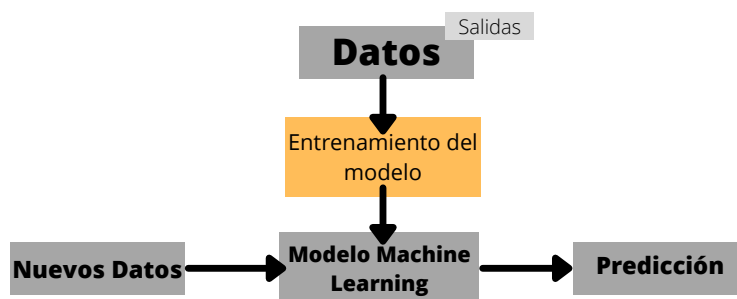 Salidas
Datos
Entrenamiento del
modelo
Nuevos Datos
Modelo Machine
Learning
Predicción